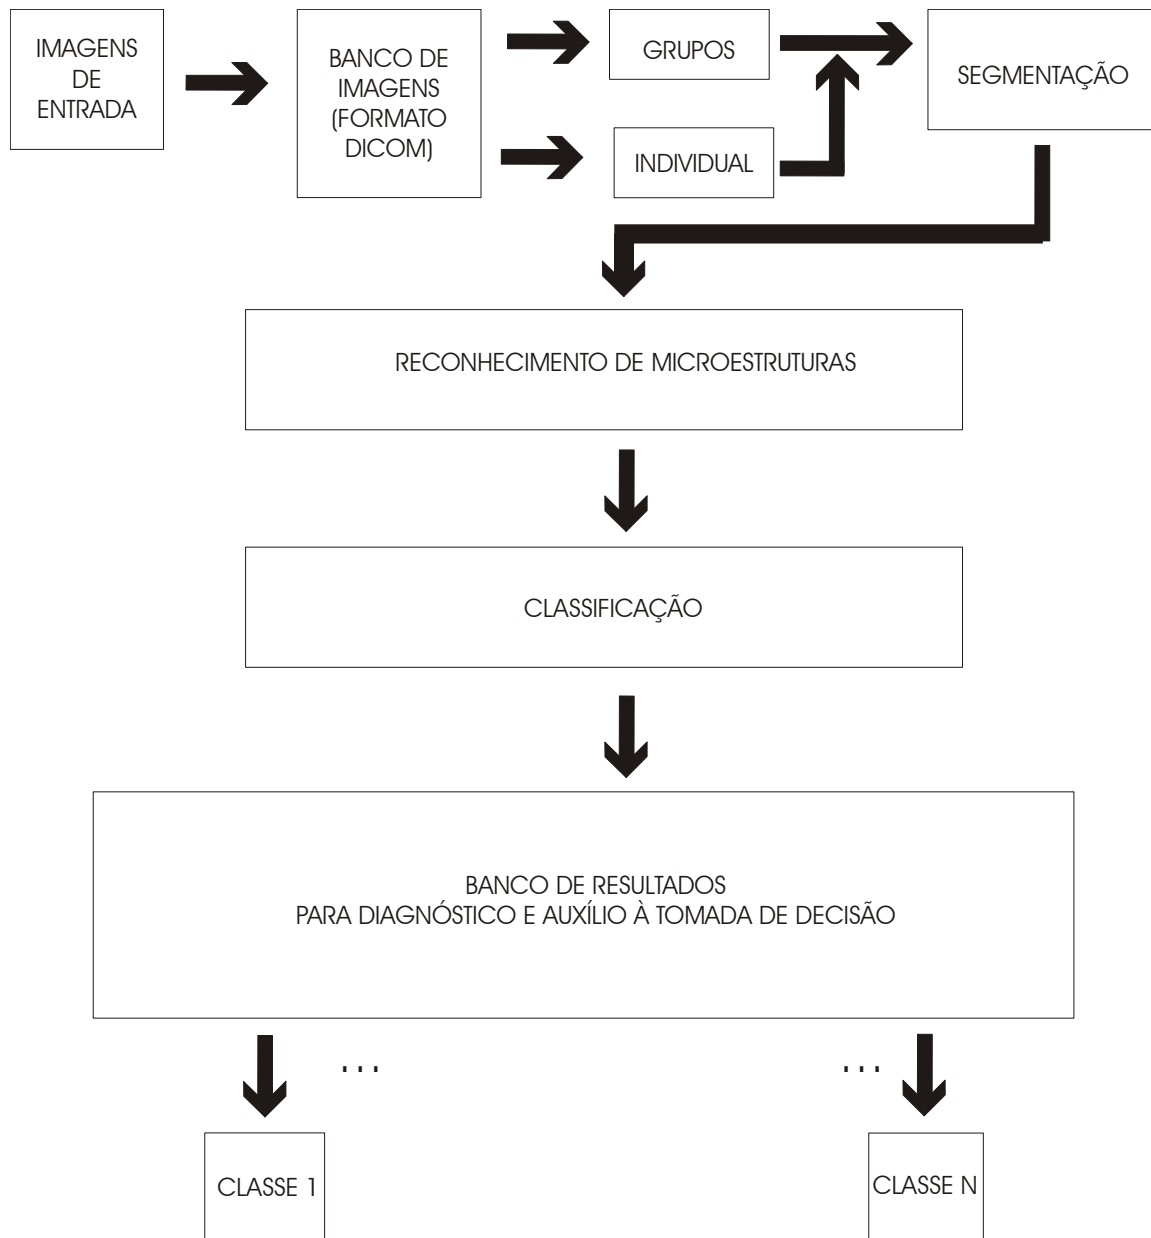 IMAGENS
DE
ENTRADA
BANCO DE
IMAGENS
(FORMATO
DICOM)
GRUPOS
INDIVIDUAL
SEGMENTAÇÃO
RECONHECIMENTO DE MICROESTRUTURAS
CLASSIFICAÇÃO
BANCO DE RESULTADOS
PARA DIAGNÓSTICO E AUXÍLIO À TOMADA DE DECISÃO
... ...
CLASSE 1
CLASSE N